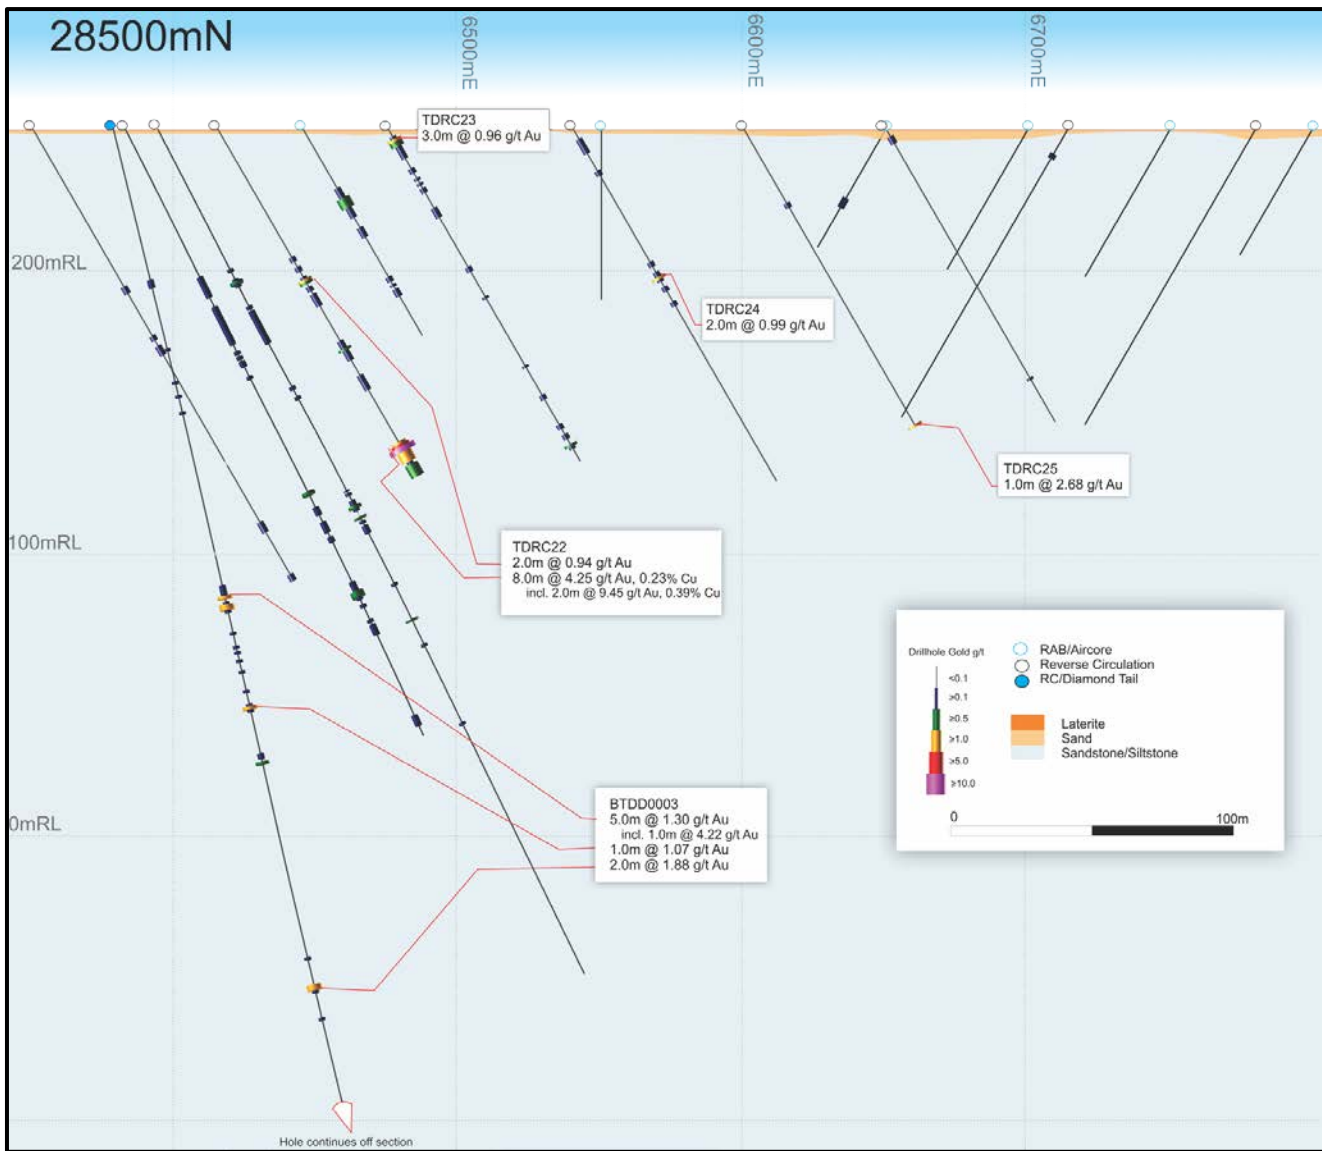 28500mN
6500mE
6600mE
6700mE
TDRC23
3.0m @ 0.96 g/t Au
200mRL
TDRC24
2.0m @ 0.99 g/t Au
TDRC25
1.0m @ 2.68 g/t Au
100mRL
TDRC22
2.0m @ 0.94 g/t Au
8.0m @ 4.25 g/t Au, 0.23% Cu
incl. 2.0m @ 9.45 g/t Au, 0.39% Cu
Drillhole Gold g/t
<0.1
>0.1
≥0.5
>1.0
≥5.0
≥10.0
RAB/Aircore
Reverse Circulation
RC/Diamond Tail
Laterite
Sand
Sandstone/Siltstone
0
100m
0mRL
BTDD0003
5.0m @ 1.30 g/t Au
incl. 1.0m @ 4.22 g/t Au
1.0m @ 1.07 g/t Au
2.0m @ 1.88 g/t Au
Hole continues off section